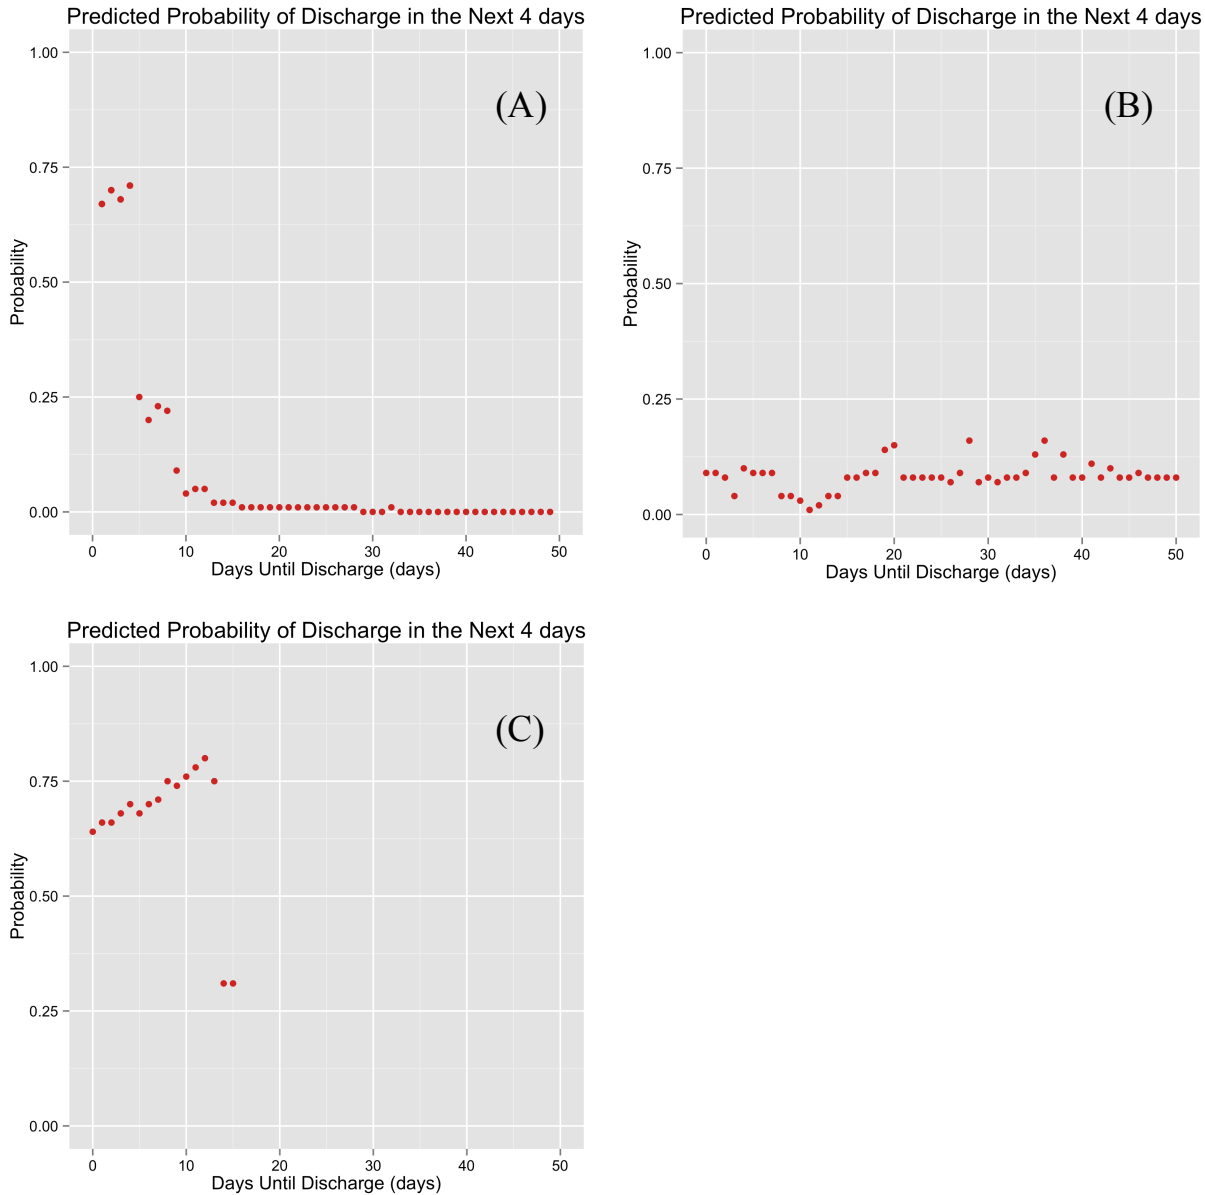 Predicted Probability of Discharge in the Next 4 days
(A)
1.00
0.75
0.50
0.25
0.00
Probability
0 10 20 30 40 50
Days Until Discharge (days)
Predicted Probability of Discharge in the Next 4 days
(B)
1.00
0.75
0.50
0.25
0.00
Probability
0 10 20 30 40 50
Days Until Discharge (days)
Predicted Probability of Discharge in the Next 4 days
(C)
1.00
0.75
0.50
0.25
0.00
Probability
0 10 20 30 40 50
Days Until Discharge (days)